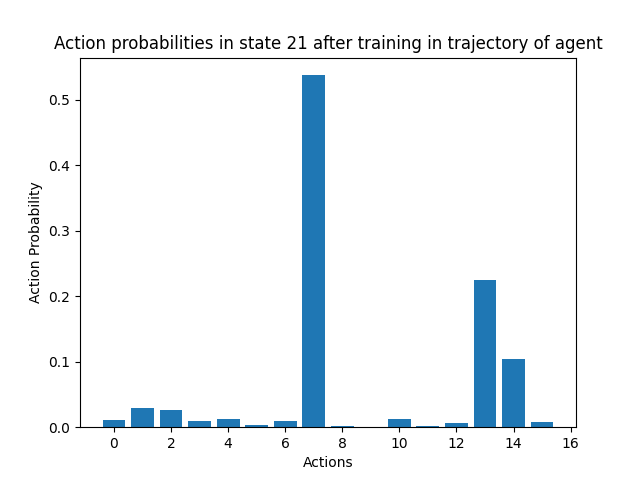 Action probabilities in state 21 after training in trajectory of agent
0.5
0.4
0.3
0.2
0.1
0.0
Action Probability
0 2 4 6 8 10 12 14 16
Actions